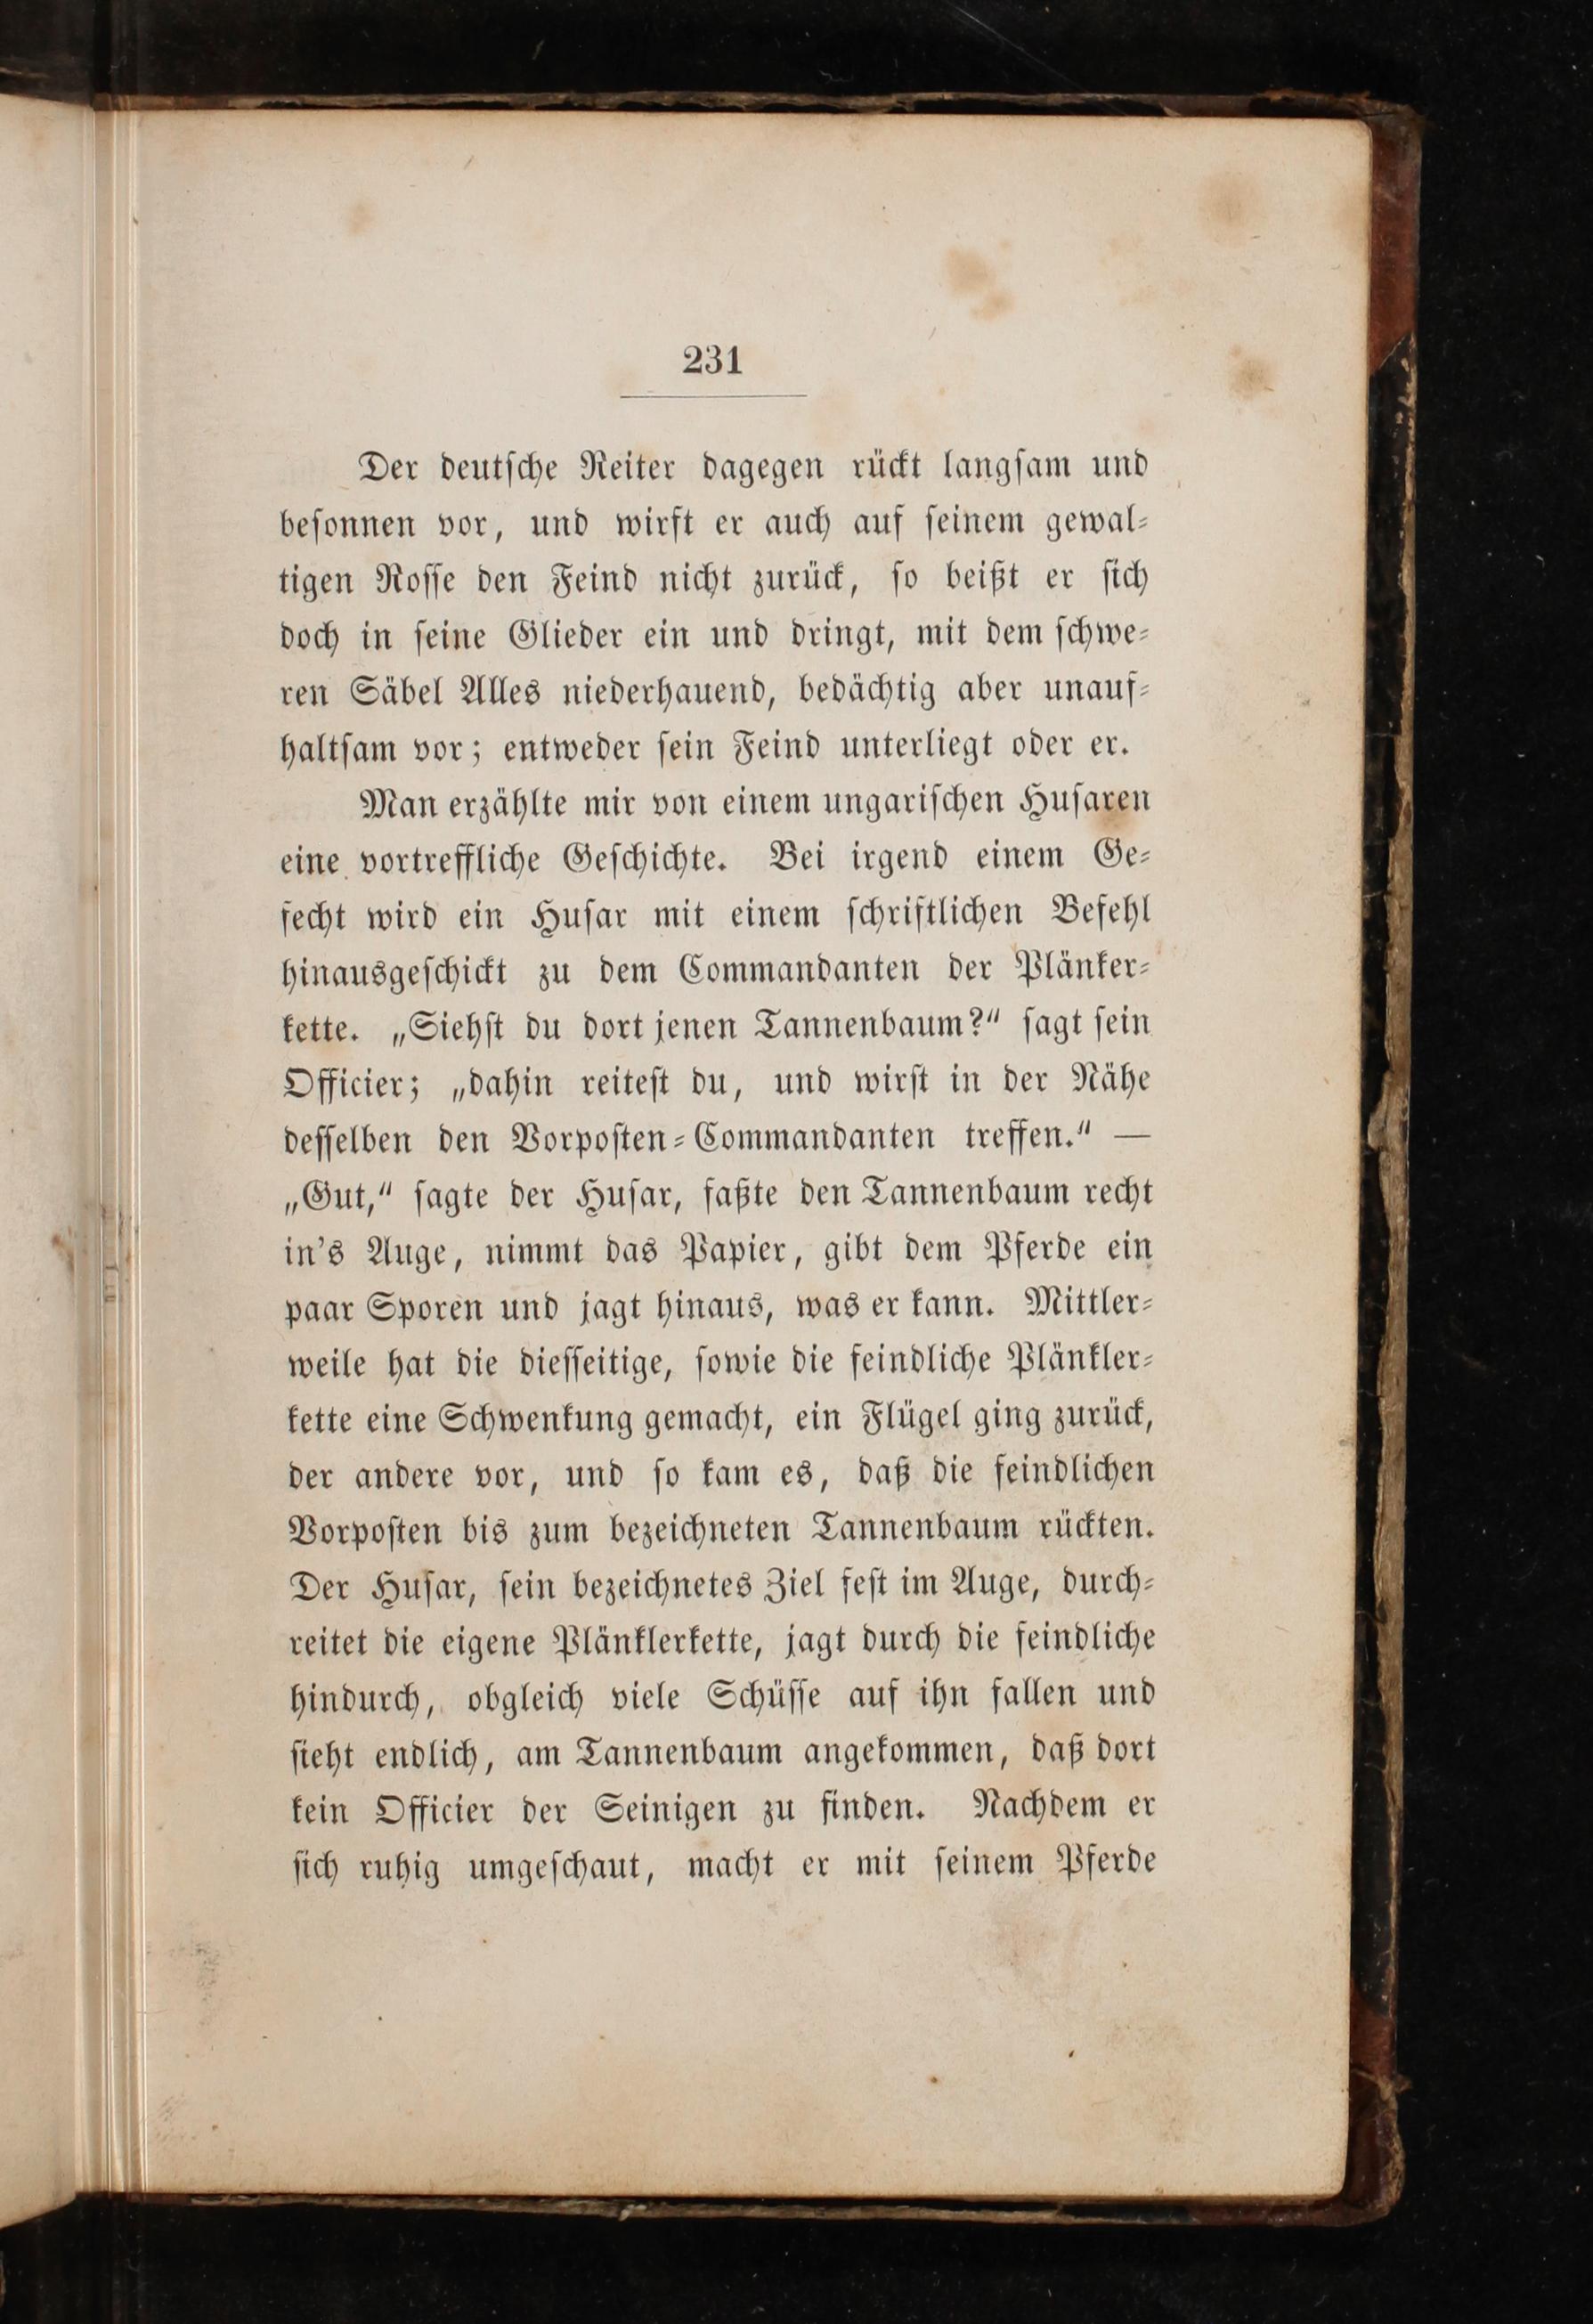 231
Der deutsche Reiter dagegen rückt langsam und
besonnen vor, und wirft er auch auf seinem gewal-
tigen Rosse den Feind nicht zurück, so beißt er sich
doch in seine Glieder ein und dringt, mit dem schwe-
ren Säbel Alles niederhauend, bedächtig aber unauf-
haltsam vor; entweder sein Feind unterliegt oder er.
Man erzählte mir von einem ungarischen Husaren
eine vortreffliche Geschichte. Bei irgend einem Ge-
fecht wird ein Husar mit einem schriftlichen Befehl
hinausgeschickt zu dem Commandanten der Plänker-
kette. „Siehst du dort jenen Tannenbaum?“ sagt sein
Officier; „dahin reitest du, und wirst in der Nähe
desselben den Vorposten-Commandanten treffen.“ —
„Gut,“ sagte der Husar, faßte den Tannenbaum recht
in's Auge, nimmt das Papier, gibt dem Pferde ein
paar Sporen und jagt hinaus, was er kann. Mittler-
weile hat die diesseitige, sowie die feindliche Plänkler-
kette eine Schwenkung gemacht, ein Flügel ging zurück,
der andere vor, und so kam es, daß die feindlichen
Vorposten bis zum bezeichneten Tannenbaum rückten.
Der Husar, sein bezeichnetes Ziel fest im Auge, durch-
reitet die eigene Plänklerkette, jagt durch die feindliche
hindurch, obgleich viele Schüsse auf ihn fallen und
sieht endlich, am Tannenbaum angekommen, daß dort
kein Officier der Seinigen zu finden. Nachdem er
sich ruhig umgeschaut, macht er mit seinem Pferde